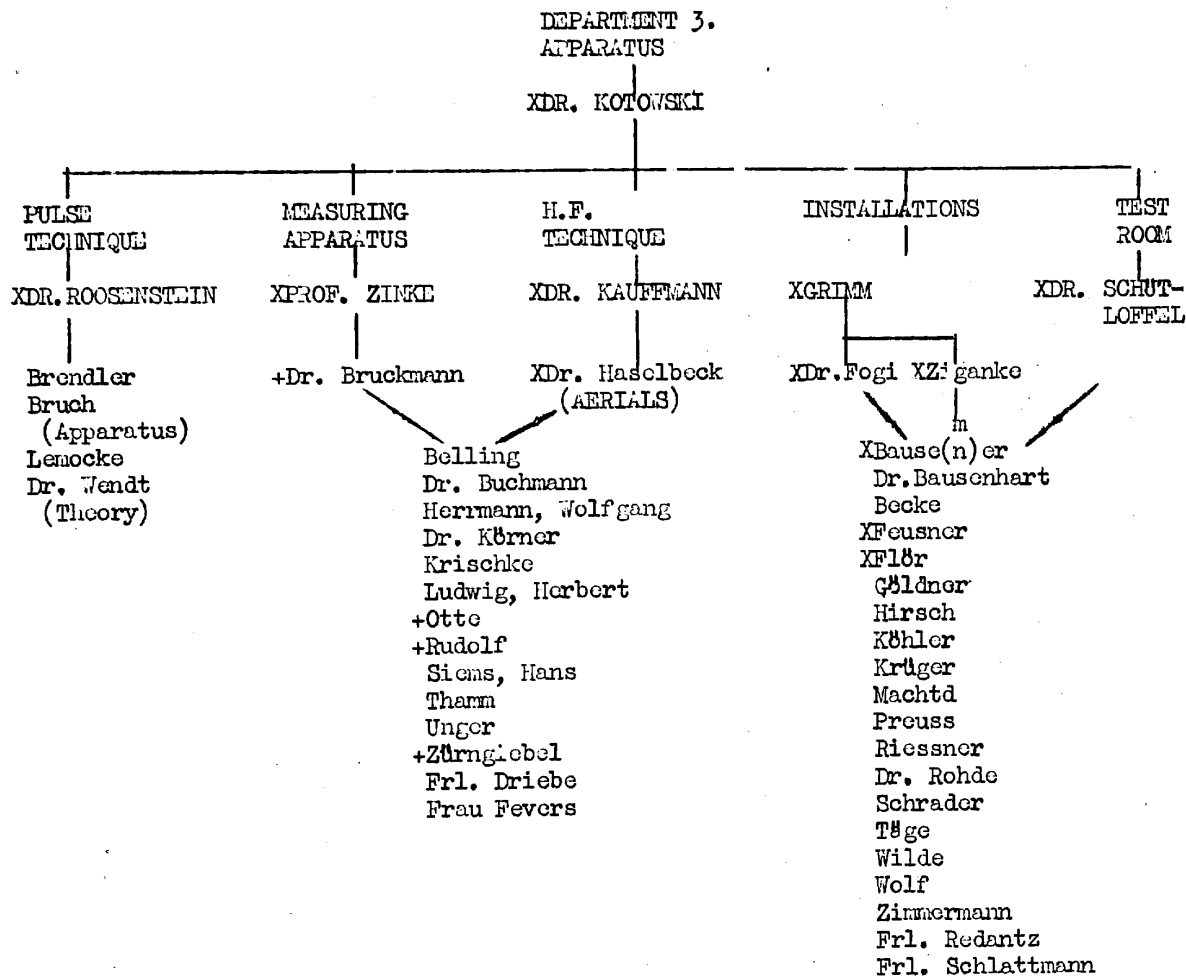 DEPARTMENT 3.
APPARATUS
XDR. KOTOWSKI
PULSE
TECHNIQUE
XDR.ROOSENSTEIN
Brendler
Bruch
(Apparatus)
Lemocke
Dr. Wendt
(Theory)
MEASURING
APPARATUS
XPROF. ZINKE
+Dr. Bruckmann
H.F.
TECHNIQUE
XDR. KAUFFMANN
XDr. Haselbeck
(AERIALS)
Belling
Dr. Buchmann
Herrmann, Wolfgang
Dr. Körner
Krischke
Ludwig, Herbert
+Otte
+Rudolf
Siems, Hans
Thamm
Unger
+Zürngiebel
Frl. Driebe
Frau Fevers
INSTALLATIONS
XGRIMM
XDr.Fogi XZiganke
TEST
ROOM
XDR. SCHUT-
LOFFEL
m
XBause(n)er
Dr.Bausenhart
Becke
XFeusner
XFlör
Göldner
Hirsch
Köhler
Krüger
Machtd
Preuss
Riessner
Dr. Rohde
Schrader
Täge
Wilde
Wolf
Zimmermann
Frl. Redantz
Frl. Schlattmann